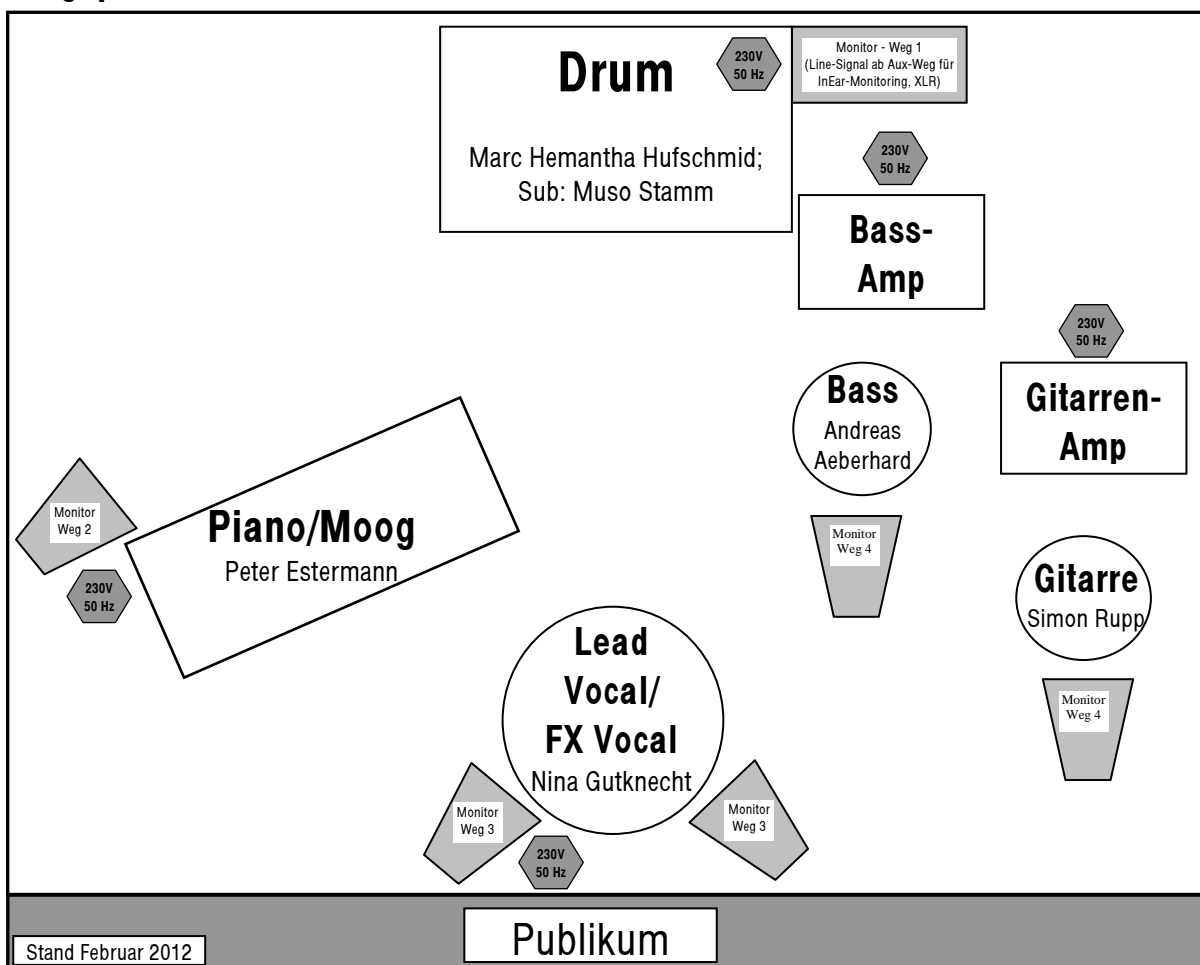 Drum
230V
50 Hz
Monitor - Weg 1
(Line-Signal ab Aux-Weg für
InEar-Monitoring, XLR)
Marc Hemantha Hufschmid;
Sub: Muso Stamm
230V
50 Hz
Bass-
Amp
230V
50 Hz
Bass
Andreas
Aeberhard
Gitarren-
Amp
Monitor
Weg 2
230V
50 Hz
Piano/Moog
Peter Estermann
Monitor
Weg 4
Gitarre
Simon Rupp
Lead
Vocal/
FX Vocal
Nina Gutknecht
Monitor
Weg 4
Monitor
Weg 3
230V
50 Hz
Monitor
Weg 3
Publikum
Stand Februar 2012